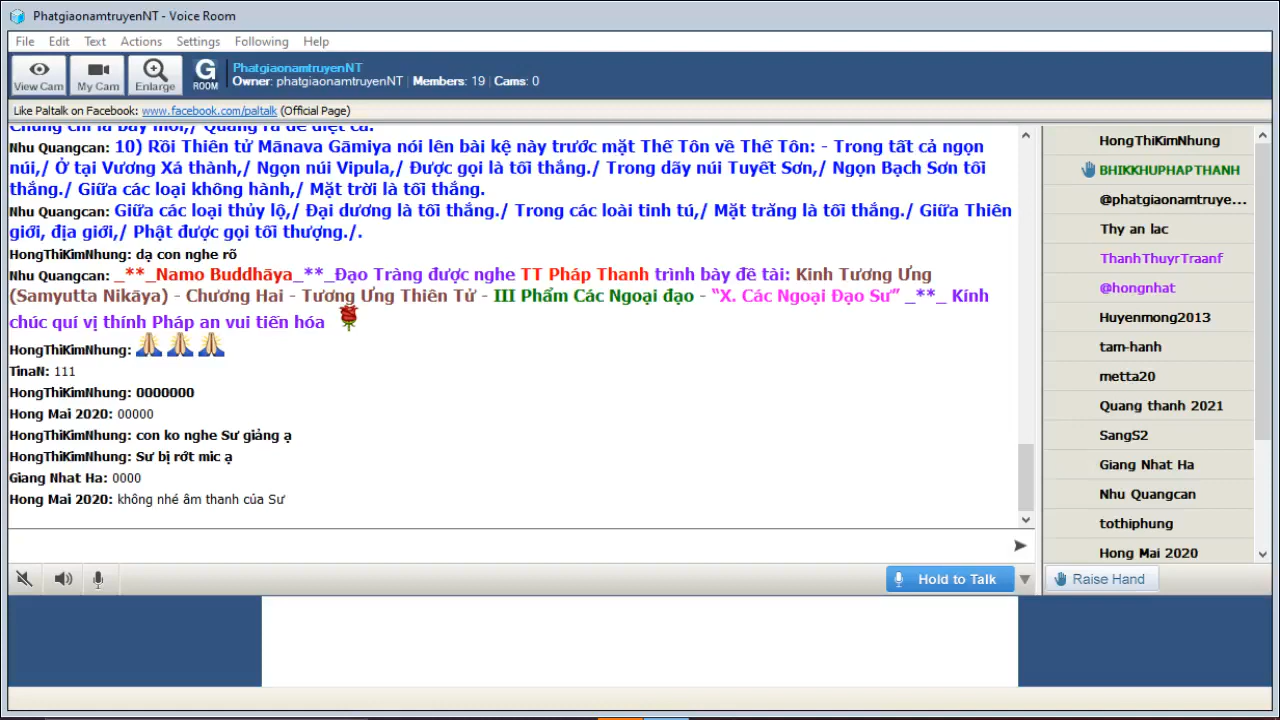 PhatgiaonamtruyenNT - Voice Room
File Edit Text Actions Settings Following Help
View Cam My Cam Enlarge G ROOM
PhatgiaonamtruyenNT
Owner: phatgiaonamtruyenNT Members: 19 Cams: 0
Like Paltalk on Facebook: www.facebook.com/paltalk (Official Page)
Nhu Quangcan: 10) Rồi Thiên tử Mānava Gāmiya nói lên bài kệ này trước mặt Thế Tôn về Thế Tôn: - Trong tất cả ngọn
núi,/ Ở tại Vương Xá thành,/ Ngọn núi Vipula,/ Được gọi là tối thắng./ Trong dãy núi Tuyết Sơn,/ Ngọn Bạch Sơn tối
thắng./ Giữa các loại không hành,/ Mặt trời là tối thắng.
Nhu Quangcan: Giữa các loại thủy lộ,/ Đại dương là tối thắng./ Trong các loài tinh tú,/ Mặt trăng là tối thắng./ Giữa Thiên
giới, địa giới,/ Phật được gọi tối thượng./.
HongThiKimNhung: dạ con nghe rõ
Nhu Quangcan: _**_Namo Buddhāya_**_Đạo Tràng được nghe TT Pháp Thanh trình bày đề tài: Kinh Tương Ưng
(Samyutta Nikāya) - Chương Hai - Tương Ưng Thiên Tử - III Phẩm Các Ngoại đạo - “X. Các Ngoại Đạo Sư” _**_ Kính
chúc quí vị thính Pháp an vui tiến hóa
HongThiKimNhung:
TinaN: 111
HongThiKimNhung: 0000000
Hong Mai 2020: 00000
HongThiKimNhung: con ko nghe Sư giảng ạ
HongThiKimNhung: Sư bị rớt mic ạ
Giang Nhat Ha: 0000
Hong Mai 2020: không nhé âm thanh của Sư
Hold to Talk
HongThiKimNhung
BHIKKHUPHAPTHANH
@phatgiaonamtruye...
Thy an lac
ThanhThuyrTraanf
@hongnhat
Huyenmong2013
tam-hanh
metta20
Quang thanh 2021
SangS2
Giang Nhat Ha
Nhu Quangcan
tothiphung
Hong Mai 2020
Raise Hand